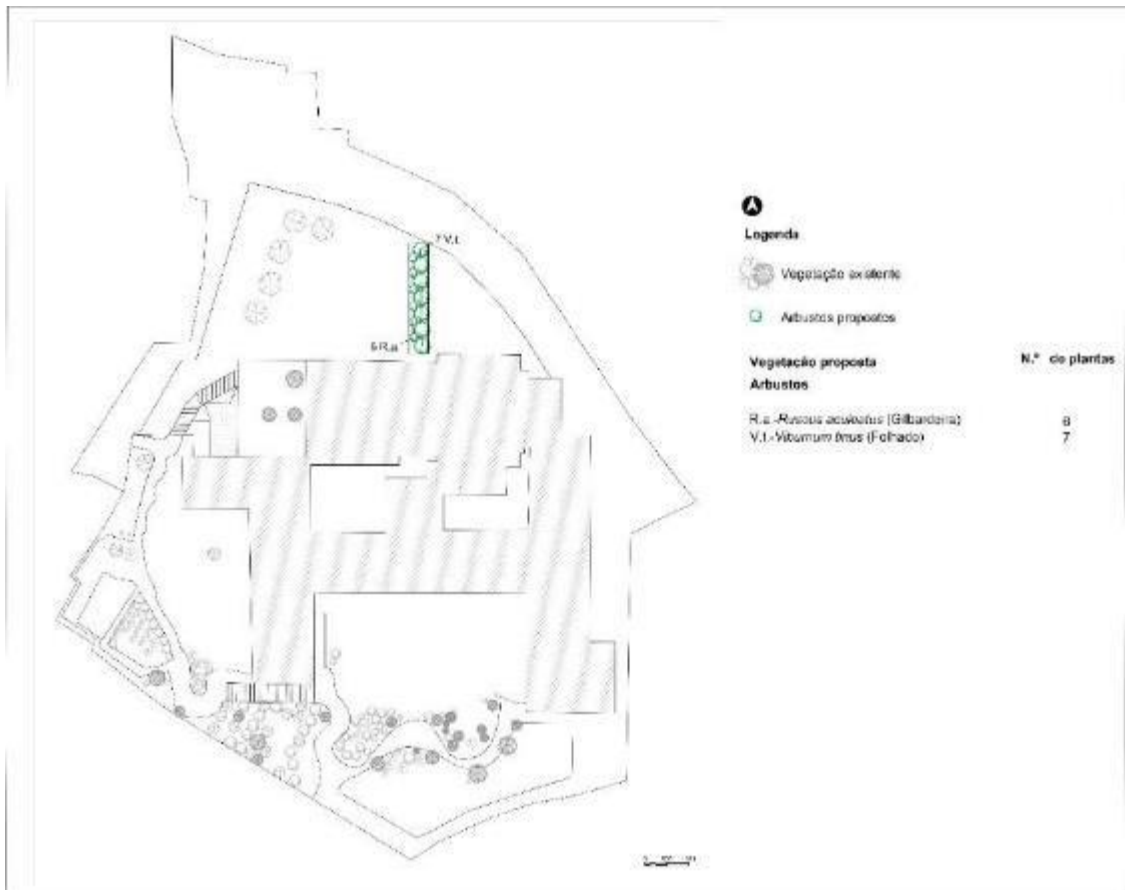 7 V.t.
6 R.a.
Legenda
Vegetação existente
Arbustos propostos
Vegetação proposta N.º de plantas
Arbustos
R.a.-Ruscus aculeatus (Gilbardeira) 6
V.t.-Viburnum tinus (Folhado) 7